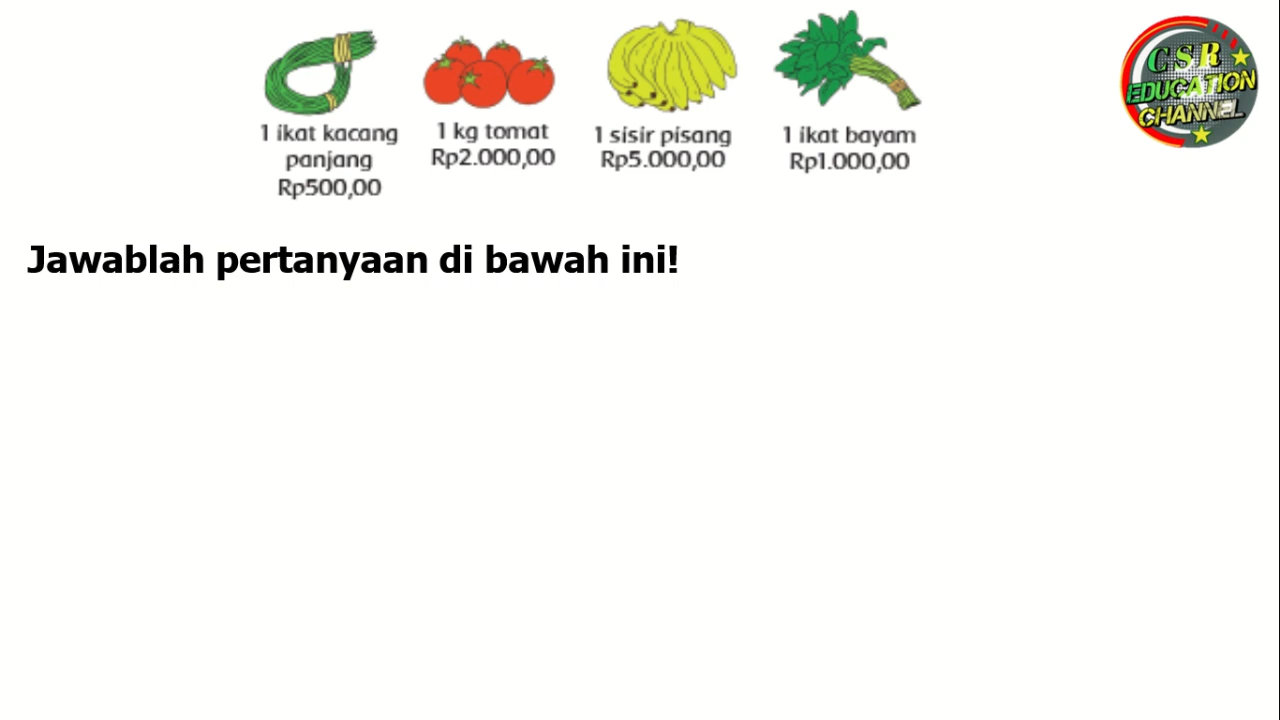 1 ikat kacang
panjang
Rp500,00
1 kg tomat
Rp2.000,00
1 sisir pisang
Rp5.000,00
1 ikat bayam
Rp1.000,00
CSR
EDUCATION
CHANNEL
Jawablah pertanyaan di bawah ini!